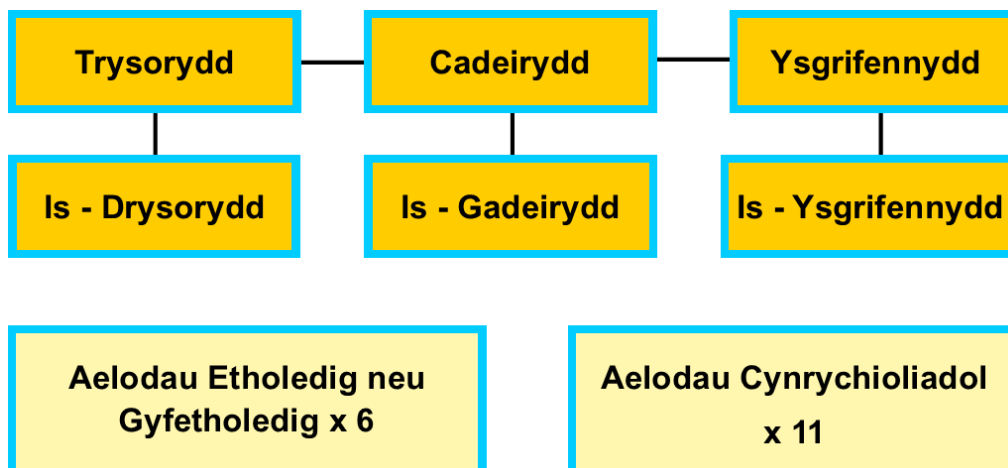 Trysorydd
Cadeirydd
Ysgrifennydd
Is - Drysorydd
Is - Gadeirydd
Is - Ysgrifennydd
Aelodau Etholedig neu
Gyfetholedig x 6
Aelodau Cynrychioliadol
x 11